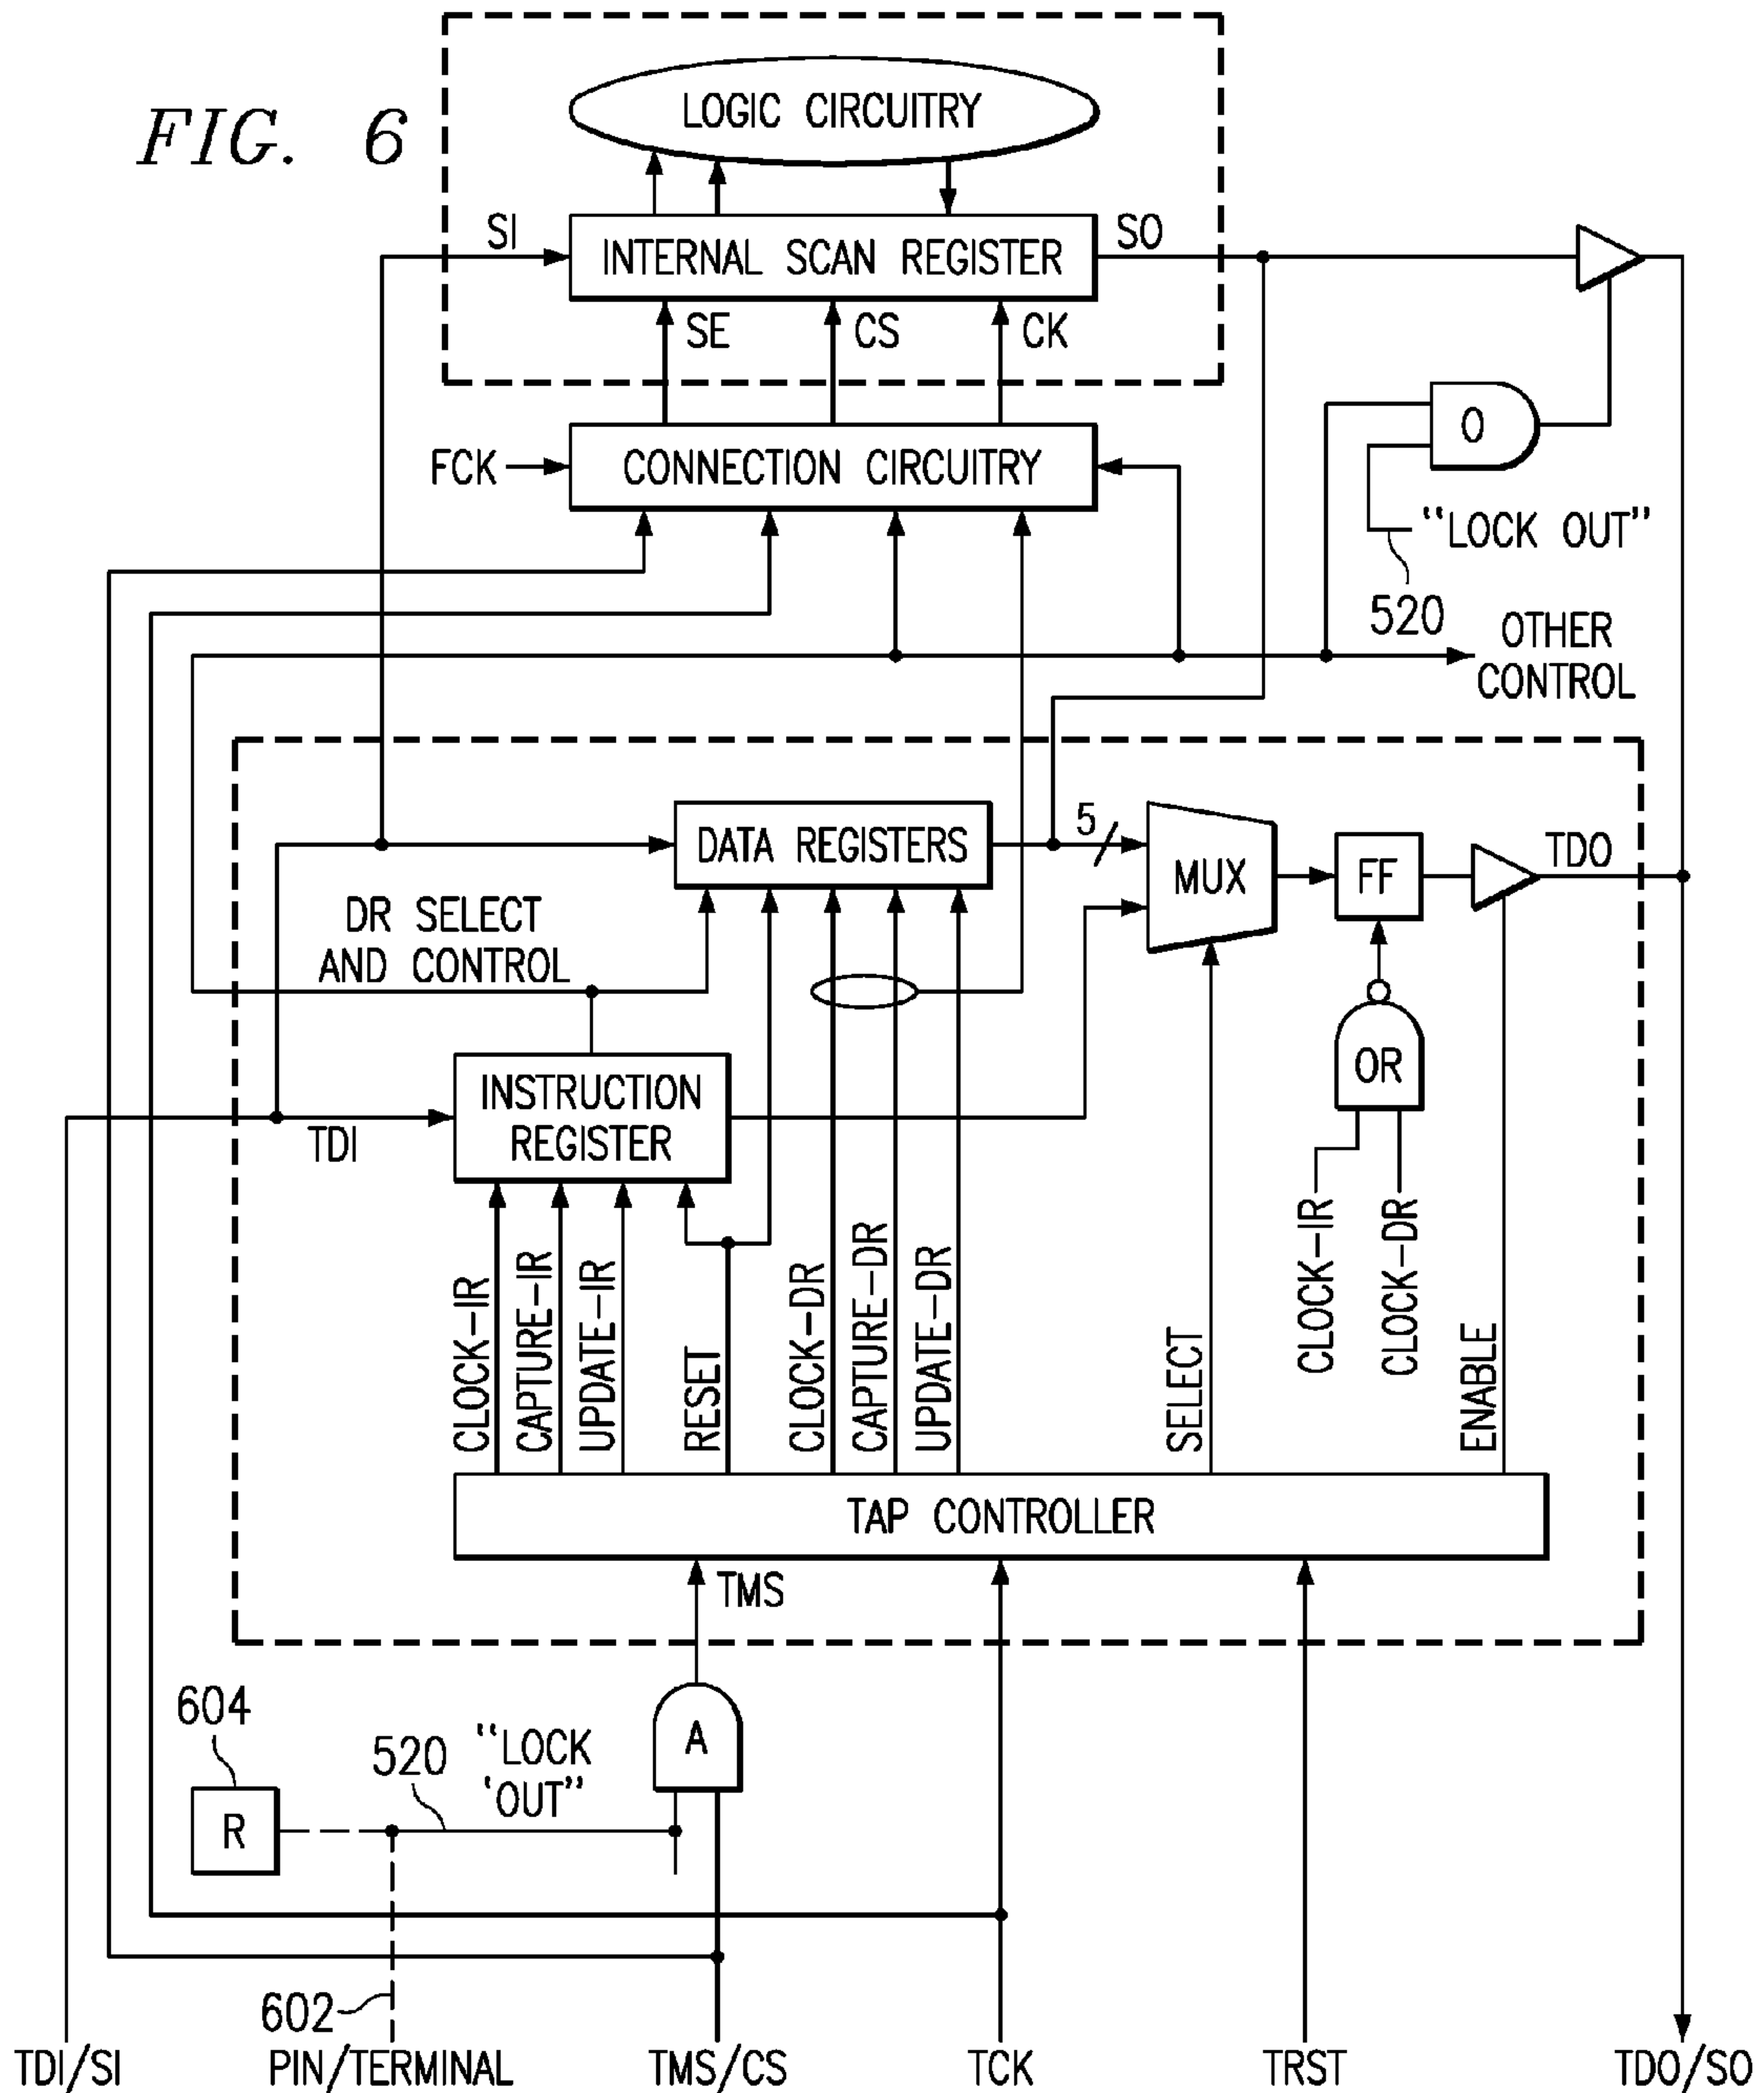 FIG. 6
LOGIC CIRCUITRY
SI
INTERNAL SCAN REGISTER
SO
SE
CS
CK
O
FCK
CONNECTION CIRCUITRY
"LOCK OUT"
520
OTHER
CONTROL
DATA REGISTERS
5
MUX
FF
TDO
DR SELECT
AND CONTROL
OR
INSTRUCTION
REGISTER
TDI
CLOCK-IR
CAPTURE-IR
UPDATE-IR
RESET
CLOCK-DR
CAPTURE-DR
UPDATE-DR
SELECT
CLOCK-IR
CLOCK-DR
ENABLE
TAP CONTROLLER
TMS
604
520
"LOCK
'OUT"
A
R
602
TDI/SI
PIN/TERMINAL
TMS/CS
TCK
TRST
TDO/SO